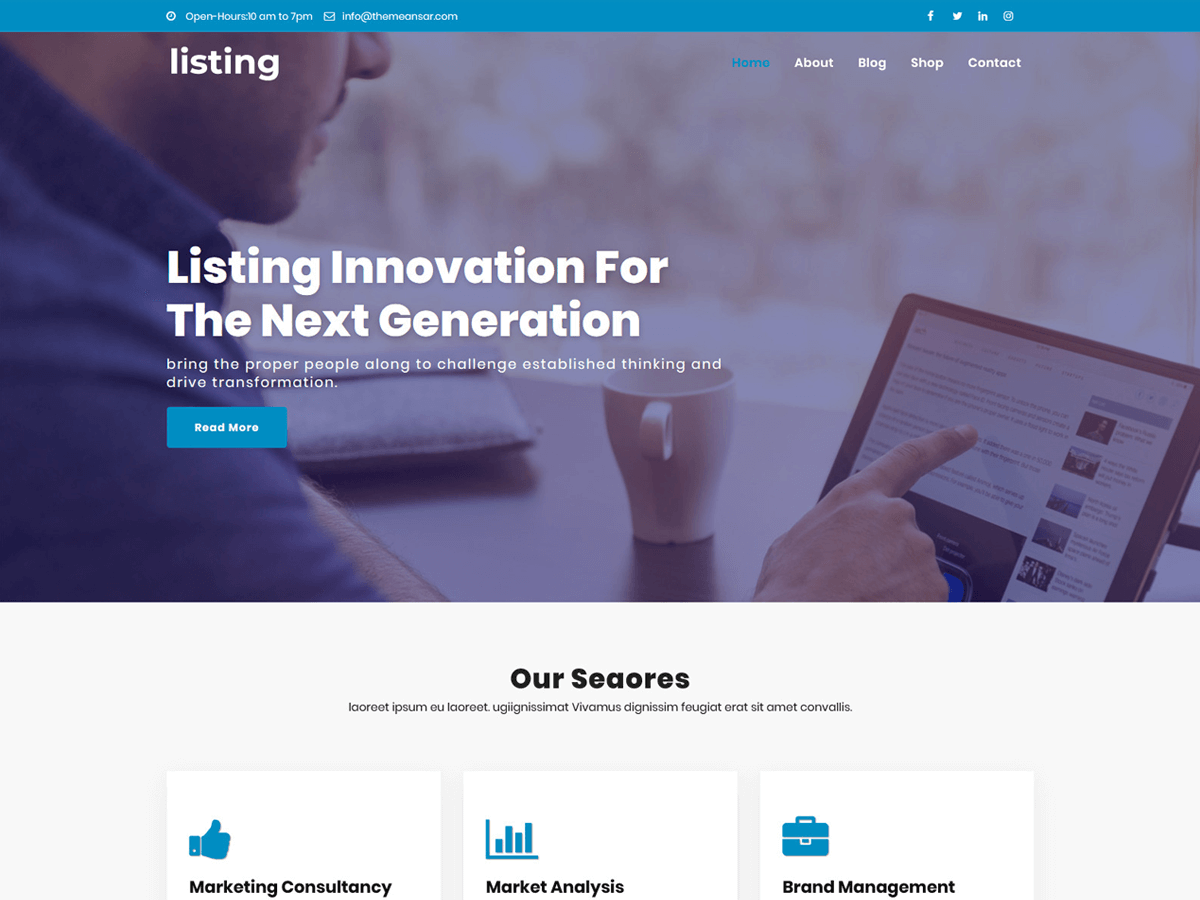 Open-Hours:10 am to 7pm info@themeansar.com
listing
Home About Blog Shop Contact
Listing Innovation For
The Next Generation
bring the proper people along to challenge established thinking and
drive transformation.
Read More
Our Seaores
laoreet ipsum eu laoreet. ugiignissimat Vivamus dignissim feugiat erat sit amet convallis.
Marketing Consultancy
Market Analysis
Brand Management